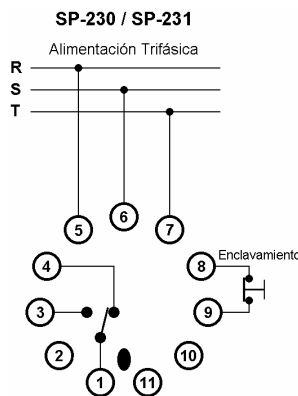 SP-230 / SP-231
Alimentación Trifásica
R
S
T
5
6
7
4
8
Enclavamiento
3
9
2
10
1
11